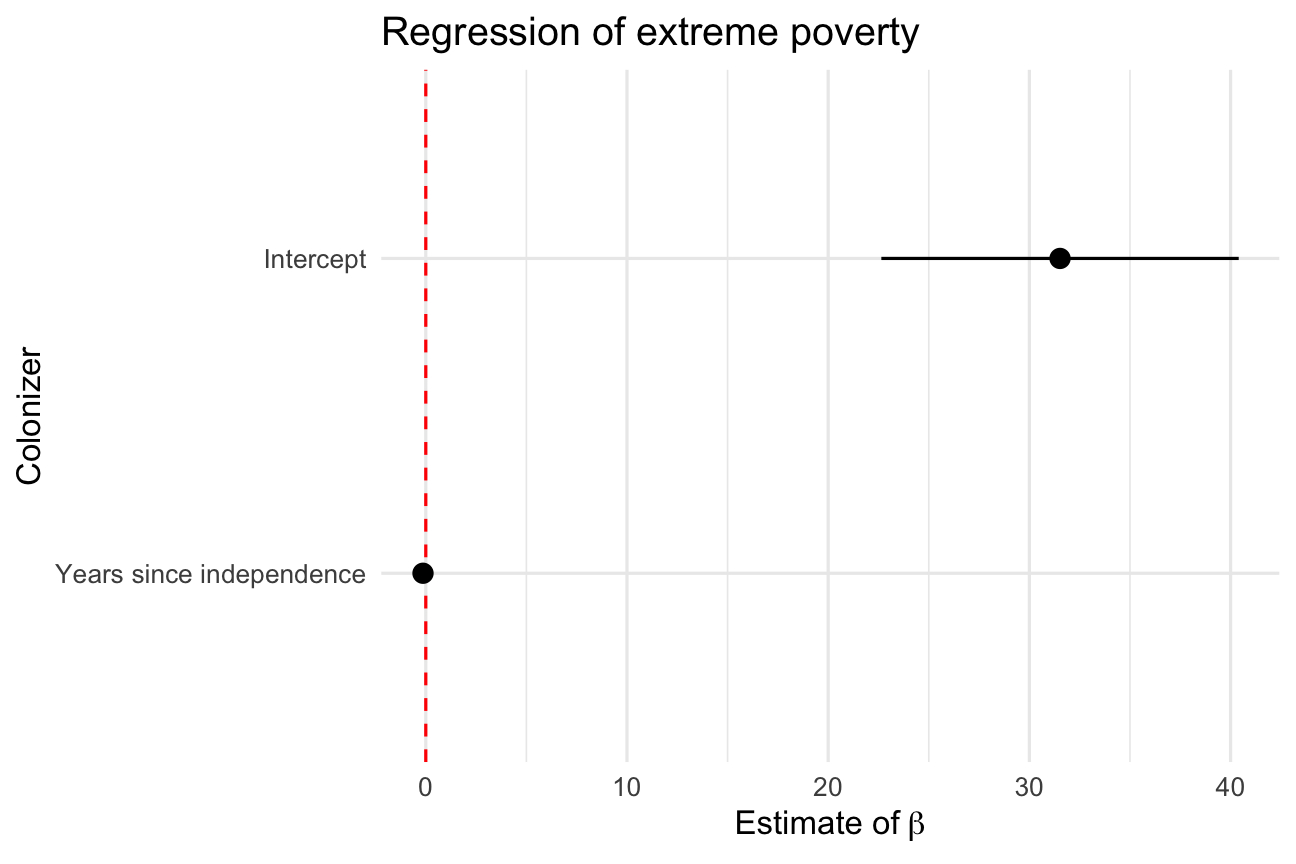 Regression of extreme poverty
Colonizer
Intercept
Years since independence
0 10 20 30 40
Estimate of β